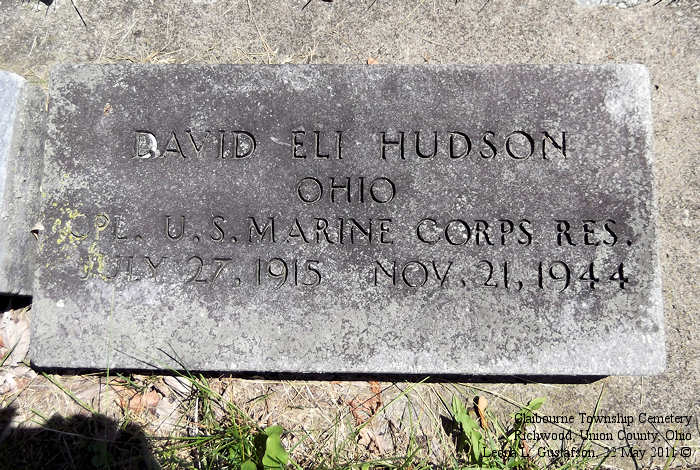 DAVID ELI HUDSON
OHIO
CPL. U.S. MARINE CORPS RES.
JULY 27, 1915 NOV. 21, 1944
Claibourne Township Cemetery
Richwood, Union County, Ohio
Leona L. Gustafson, 22 May 2011 ©